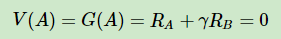 V(A) = G(A) = R_A + γR_B = 0